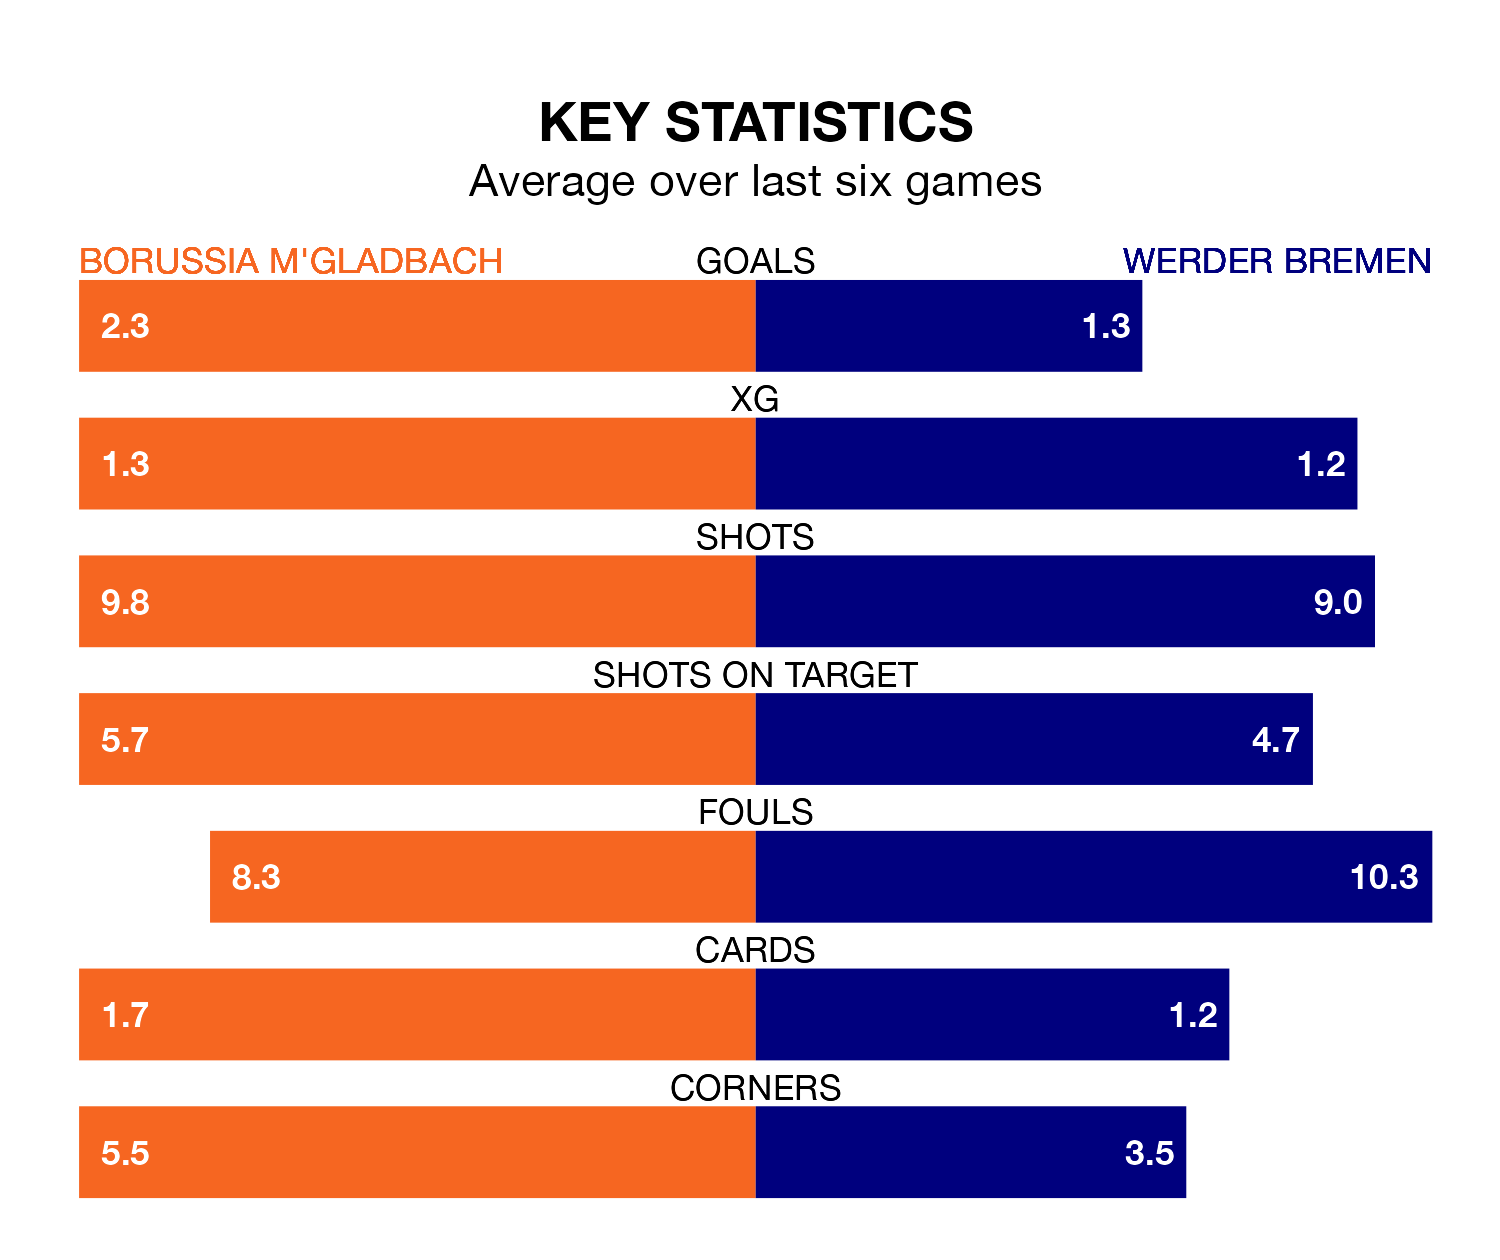 KEY STATISTICS
Average over last six games
BORUSSIA M'GLADBACH GOALS WERDER BREMEN
2.3 1.3
XG
1.3 1.2
SHOTS
9.8 9.0
SHOTS ON TARGET
5.7 4.7
FOULS
8.3 10.3
CARDS
1.7 1.2
CORNERS
5.5 3.5